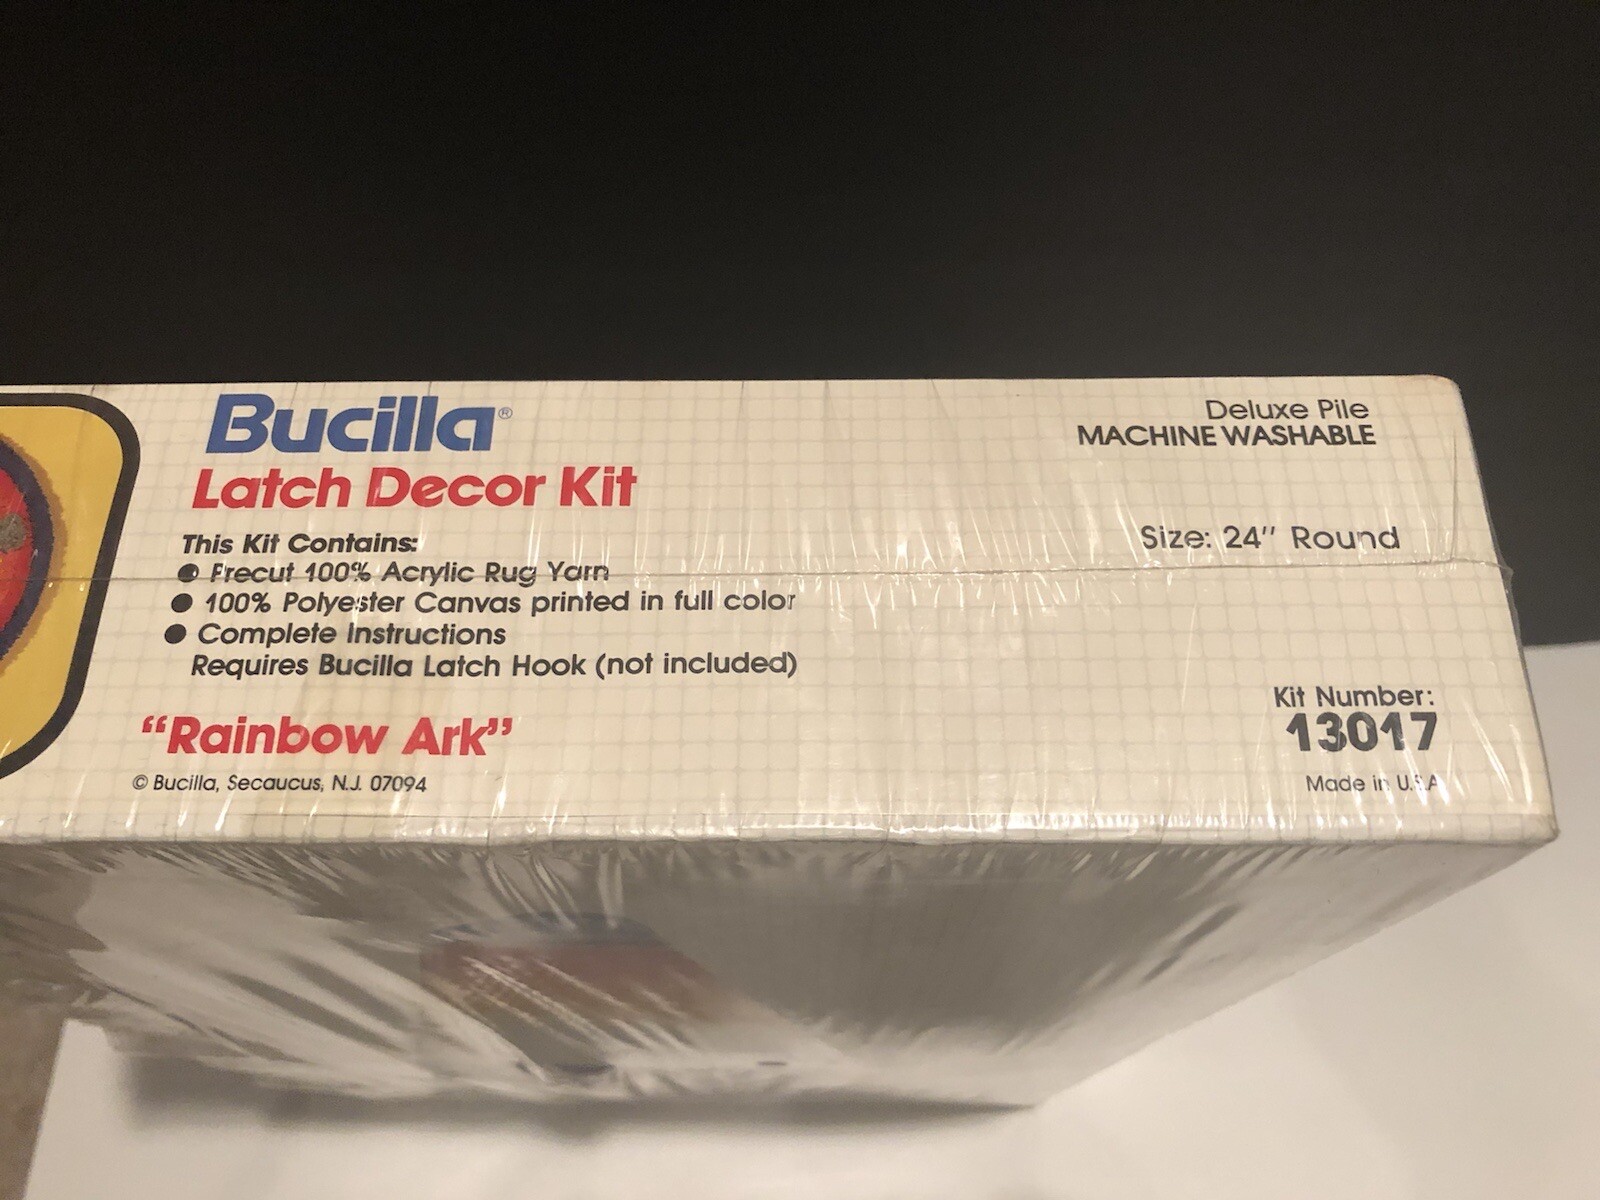 Bucilla®
Latch Decor Kit
This Kit Contains:
● Precut 100% Acrylic Rug Yarn
● 100% Polyester Canvas printed in full color
● Complete Instructions
Requires Bucilla Latch Hook (not included)
“Rainbow Ark”
© Bucilla, Secaucus, N.J. 07094
Deluxe Pile
MACHINE WASHABLE
Size: 24" Round
Kit Number:
13017
Made in U.S.A